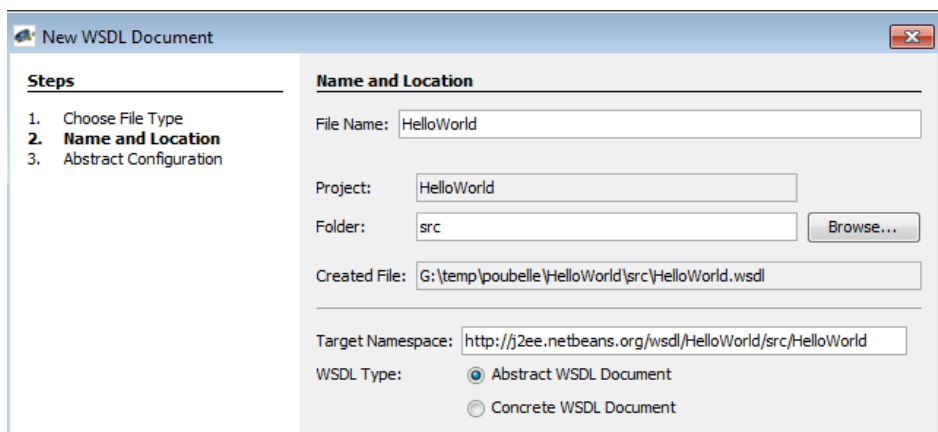 New WSDL Document
Steps
1. Choose File Type
2. Name and Location
3. Abstract Configuration
Name and Location
File Name: HelloWorld
Project: HelloWorld
Folder: src Browse...
Created File: G:\temp\poubelle\HelloWorld\src\HelloWorld.wsdl
Target Namespace: http://j2ee.netbeans.org/wsdl/HelloWorld/src/HelloWorld
WSDL Type: Abstract WSDL Document
Concrete WSDL Document